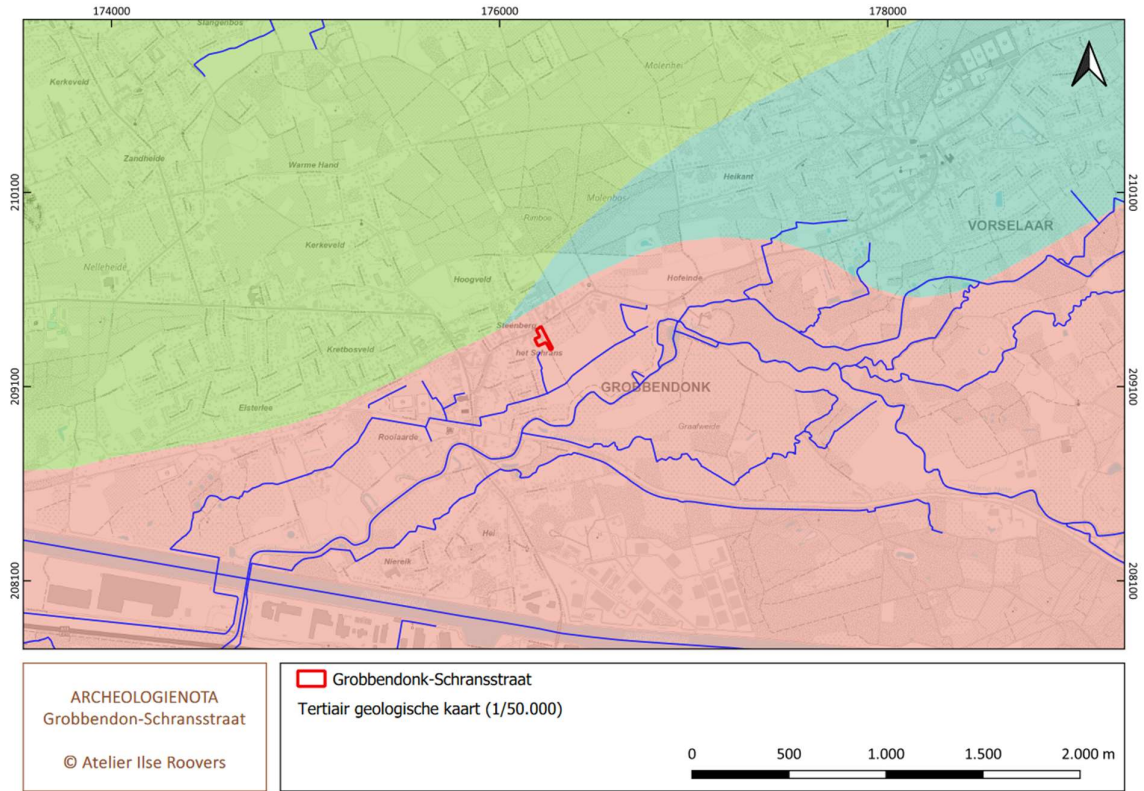 174000
176000
178000
Slangenbos
Kerkeveld
Molenhei
Zandheide
Warme Hand
Heikant
210100
210100
Molenbos
VORSELAAR
Kerkeveld
Nelleheide
Hoogveld
Hofeinde
Steenberg
het Schrans
Kretbosveld
209100
GROBBENDONK
209100
Elsterlee
Graafweide
Rooiaarde
Hei
Niereik
208100
208100
ARCHEOLOGIENOTA
Grobbendon-Schransstraat
© Atelier Ilse Roovers
Grobbendonk-Schransstraat
Tertiair geologische kaart (1/50.000)
0 500 1.000 1.500 2.000 m